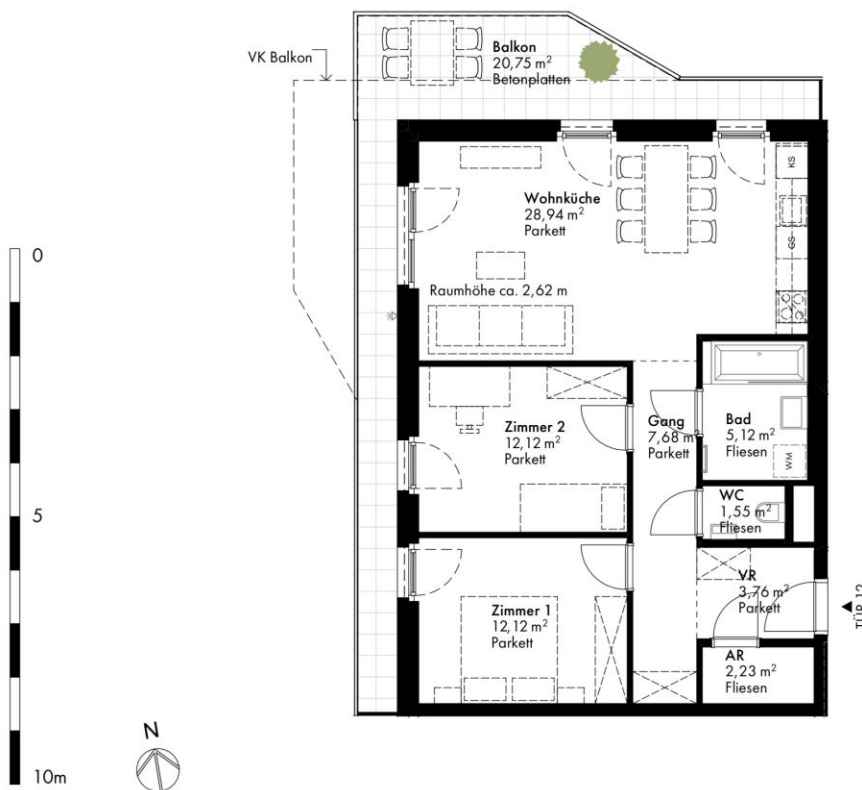 VK Balkon
Balkon
20,75 m²
Betonplatten
Wohnküche
28,94 m²
Parkett
KS
GS
Raumhöhe ca. 2,62 m
Zimmer 2
12,12 m²
Parkett
Gang
7,68 m²
Parkett
Bad
5,12 m²
Fliesen
WM
WC
1,55 m²
Fliesen
Zimmer 1
12,12 m²
Parkett
VR
3,76 m²
Parkett
TÜR 12
AR
2,23 m²
Fliesen
0
5
10m
N